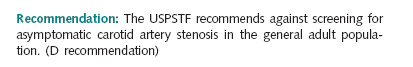 Recommendation: The USPSTF recommends against screening for
asymptomatic carotid artery stenosis in the general adult popula-
tion. (D recommendation)